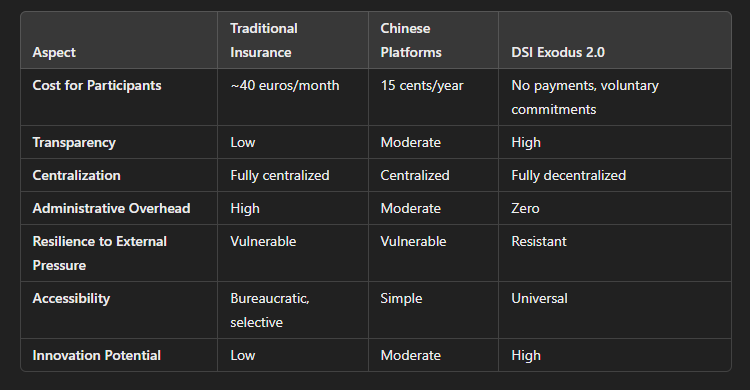 Aspect Traditional Insurance Chinese Platforms DSI Exodus 2.0
Cost for Participants ~40 euros/month 15 cents/year No payments, voluntary commitments
Transparency Low Moderate High
Centralization Fully centralized Centralized Fully decentralized
Administrative Overhead High Moderate Zero
Resilience to External Pressure Vulnerable Vulnerable Resistant
Accessibility Bureaucratic, selective Simple Universal
Innovation Potential Low Moderate High